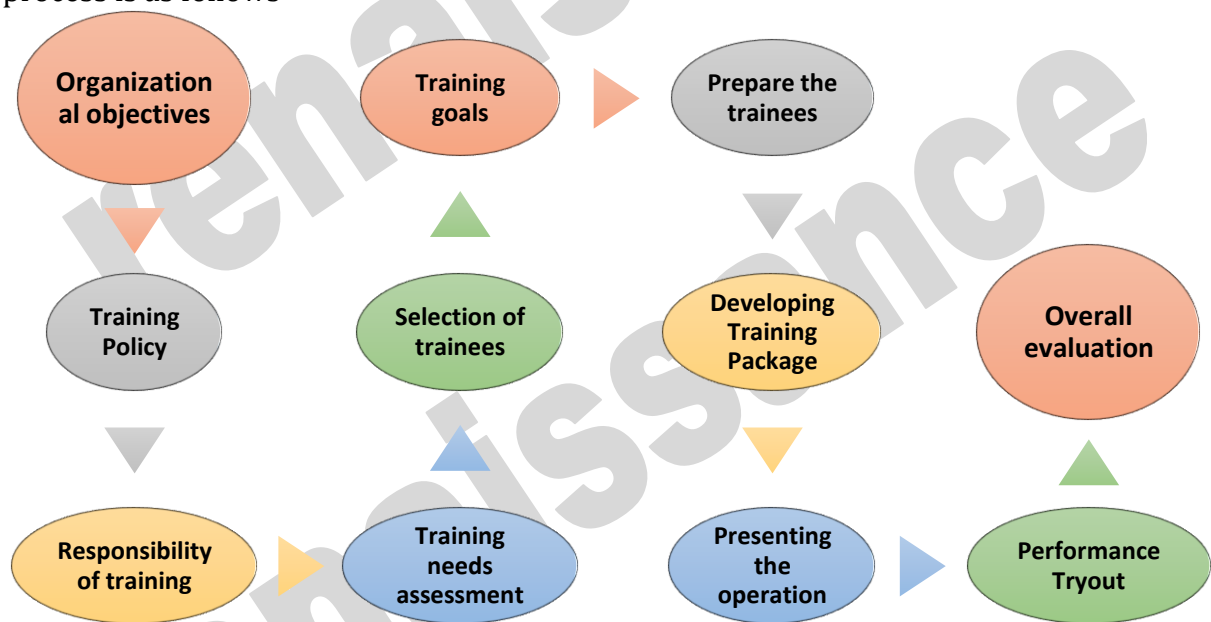 process is as follows
Organization
al objectives
Training
Policy
Responsibility
of training
Training
needs
assessment
Selection of
trainees
Training
goals
Prepare the
trainees
Developing
Training
Package
Presenting
the
operation
Performance
Tryout
Overall
evaluation
renaissance